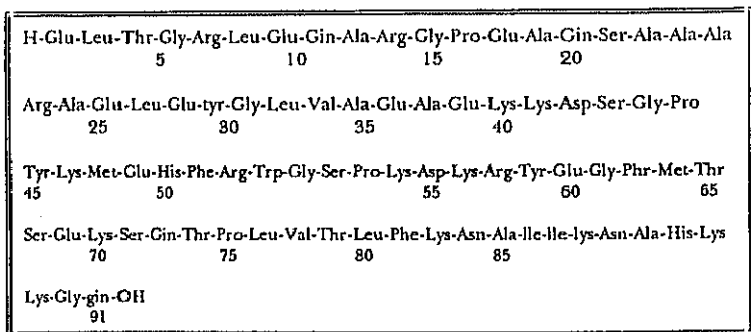 H-Glu-Leu-Thr-Gly-Arg-Leu-Glu-Gin-Ala-Arg-Gly-Pro-Glu-Ala-Gin-Ser-Ala-Ala-Ala
5 10 15 20
Arg-Ala-Glu-Leu-Glu-tyr-Gly-Leu-Val-Ala-Glu-Ala-Glu-Lys-Lys-Asp-Ser-Gly-Pro
25 30 35 40
Tyr-Lys-Met-Glu-His-Phe-Arg-Trp-Gly-Ser-Pro-Lys-Asp-Lys-Arg-Tyr-Glu-Gly-Phr-Met-Thr
45 50 55 60 65
Ser-Glu-Lys-Ser-Gin-Thr-Pro-Leu-Val-Thr-Leu-Phe-Lys-Asn-Ala-Ile-Ile-lys-Asn-Ala-His-Lys
70 75 80 85
Lys-Gly-gin-OH
91